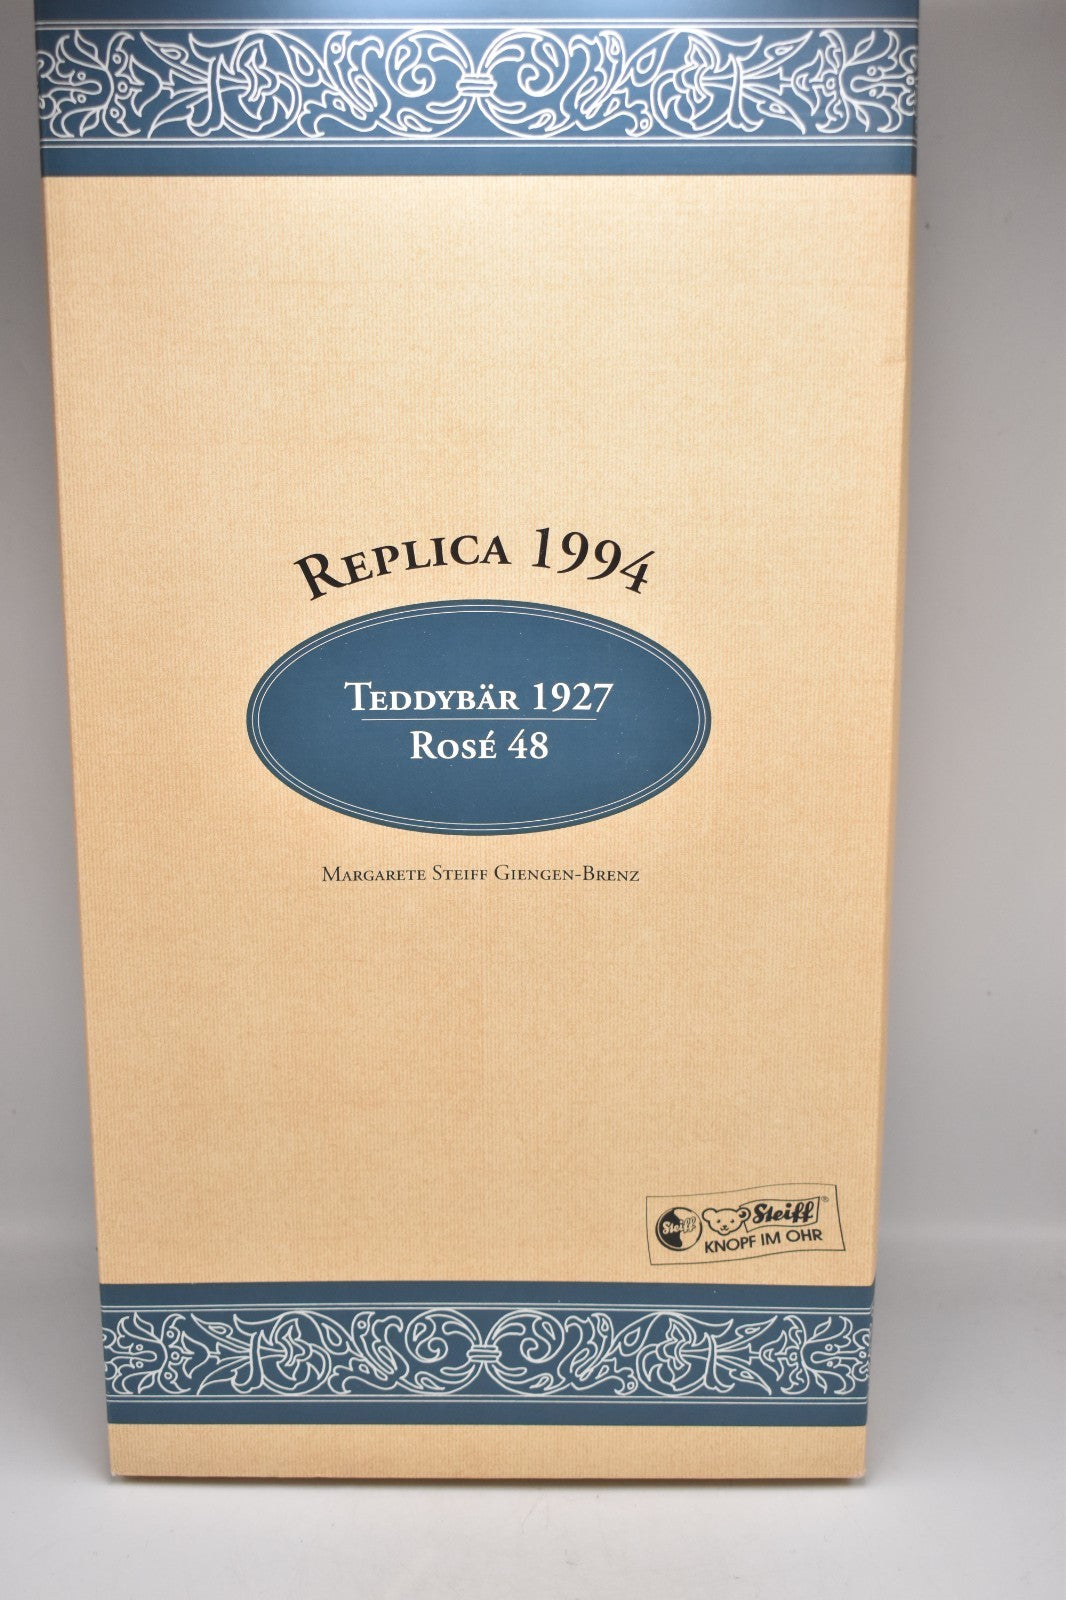 REPLICA 1994
TEDDYBÄR 1927
ROSÉ 48
MARGARETE STEIFF GIENGEN-BRENZ
Steiff Steiff®
KNOPF IM OHR